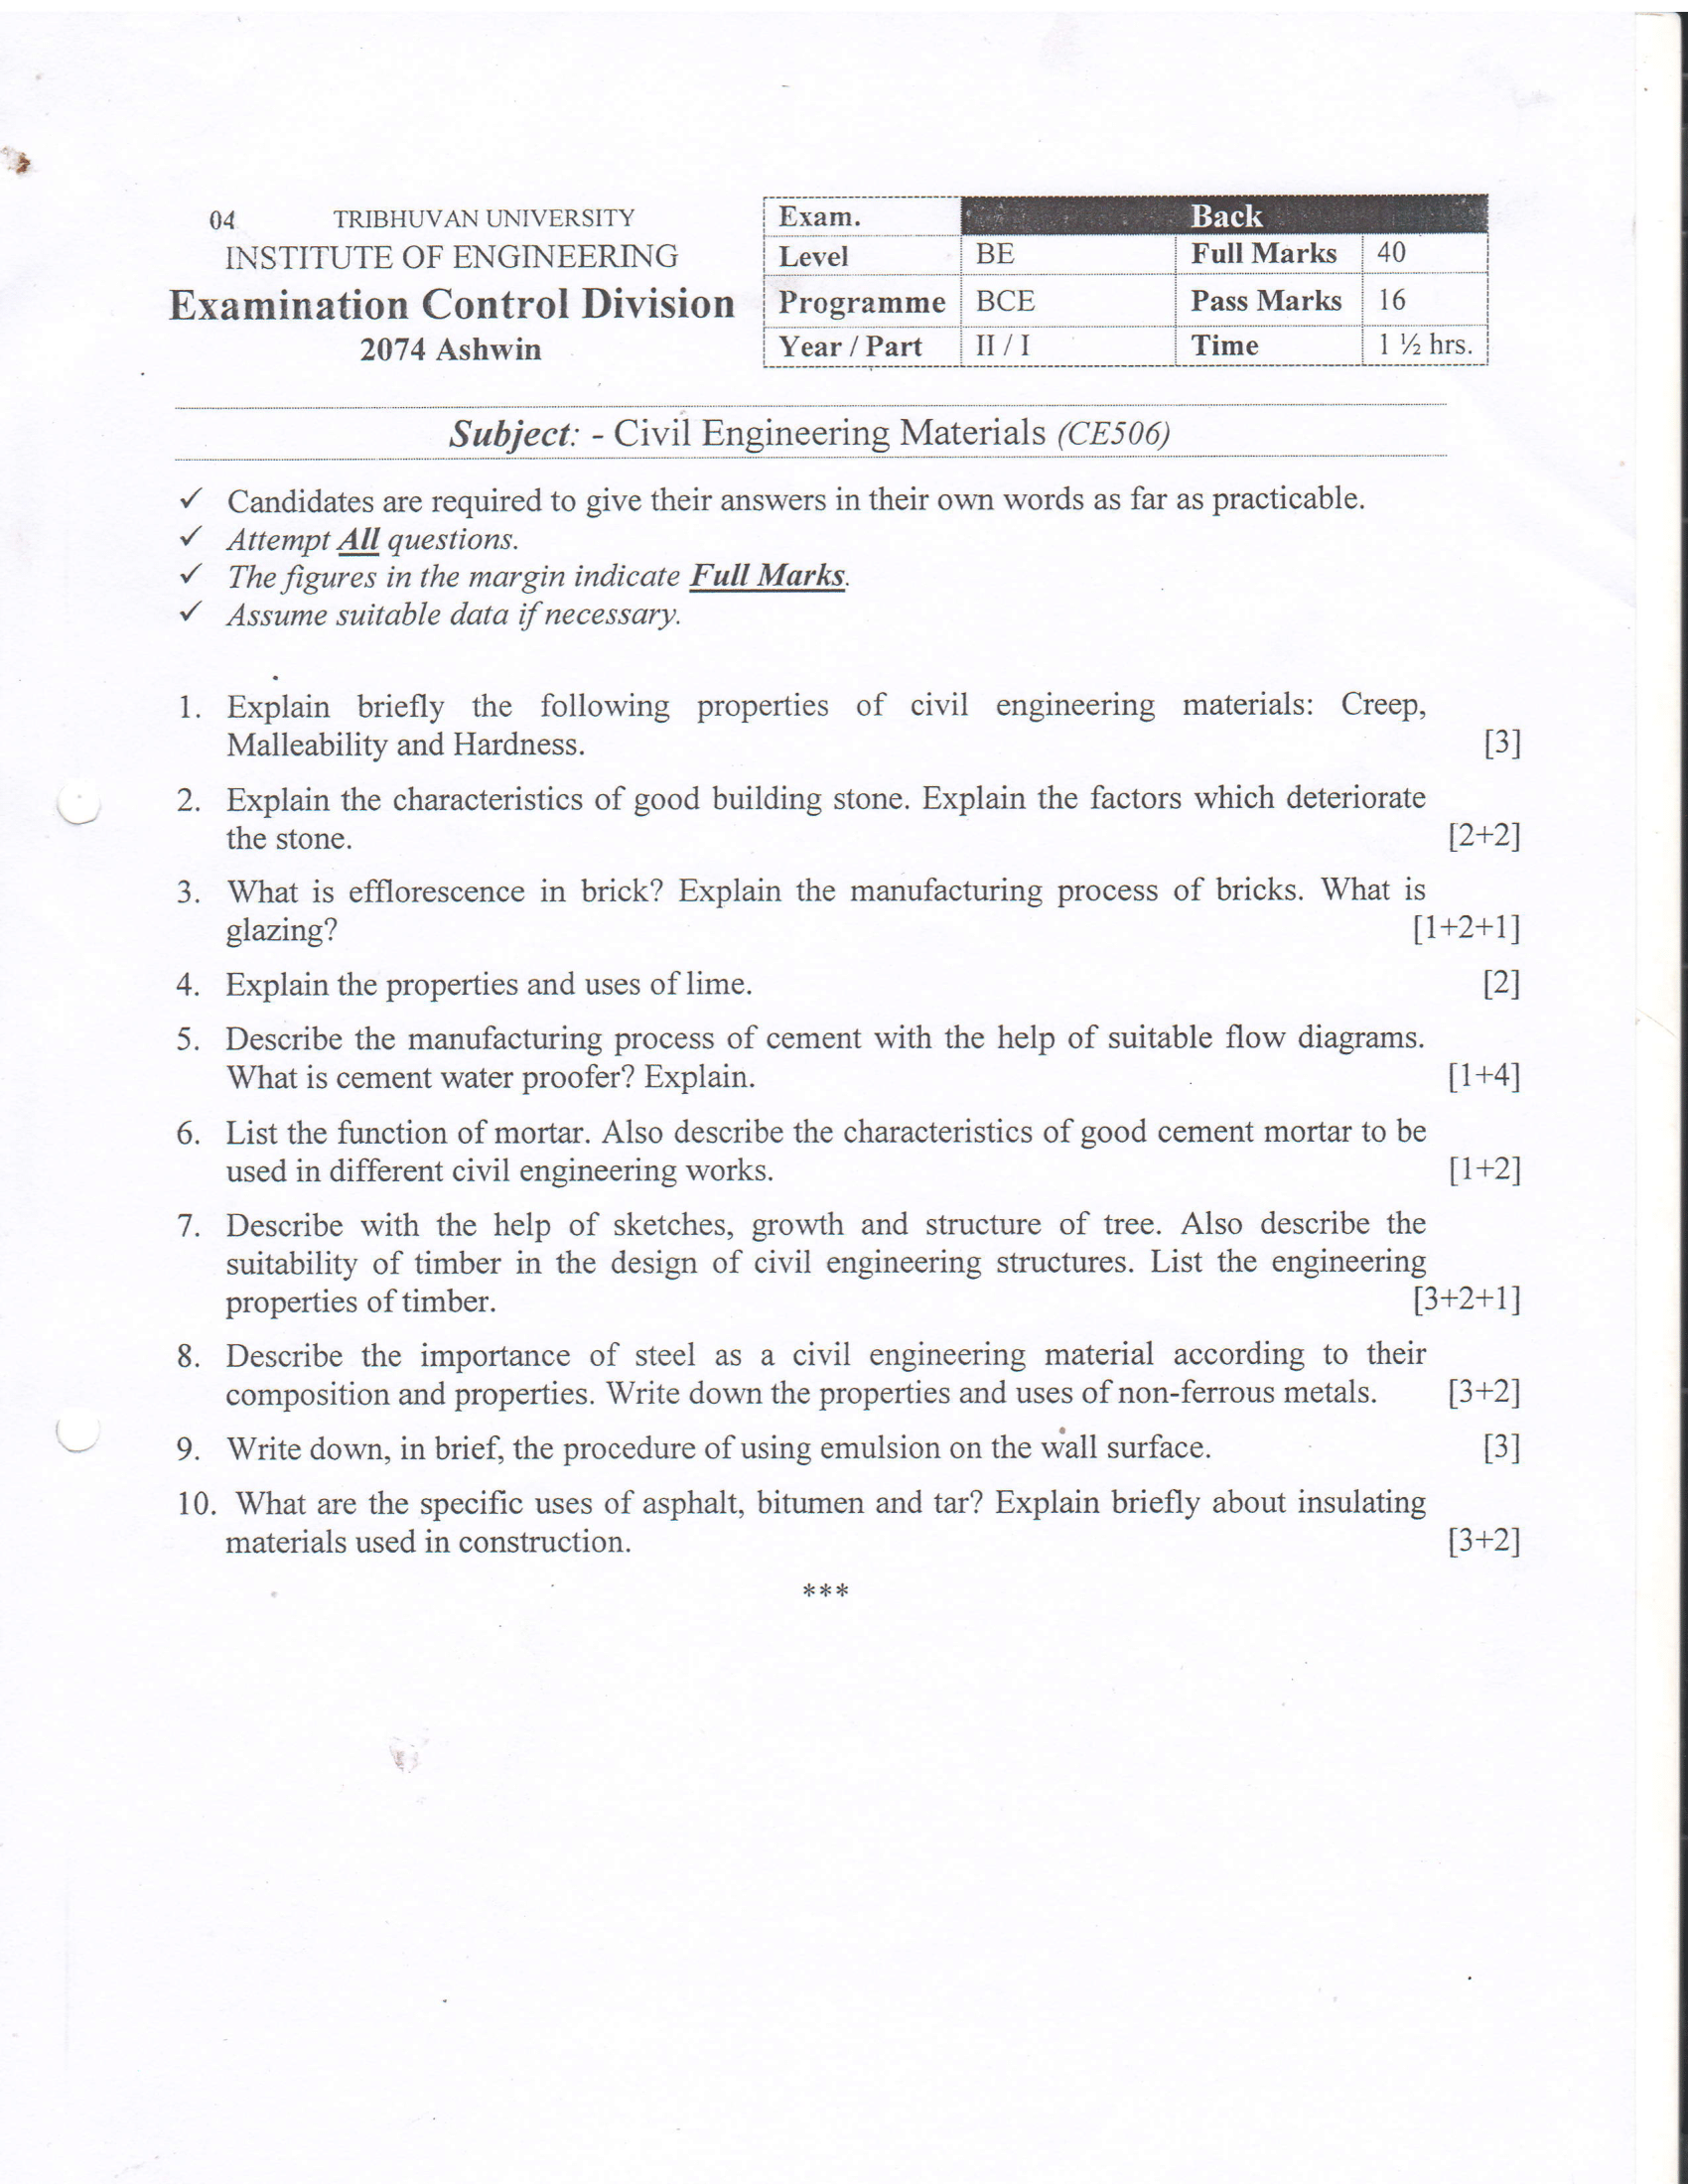 04 TRIBHUVAN UNIVERSITY
INSTITUTE OF ENGINEERING
Examination Control Division
2074 Ashwin
Exam. Back
Level BE Full Marks 40
Programme BCE Pass Marks 16
Year / Part II / I Time 1 ½ hrs.
Subject: - Civil Engineering Materials (CE506)
✓ Candidates are required to give their answers in their own words as far as practicable.
✓ Attempt All questions.
✓ The figures in the margin indicate Full Marks.
✓ Assume suitable data if necessary.
1. Explain briefly the following properties of civil engineering materials: Creep,
Malleability and Hardness. [3]
2. Explain the characteristics of good building stone. Explain the factors which deteriorate
the stone. [2+2]
3. What is efflorescence in brick? Explain the manufacturing process of bricks. What is
glazing? [1+2+1]
4. Explain the properties and uses of lime. [2]
5. Describe the manufacturing process of cement with the help of suitable flow diagrams.
What is cement water proofer? Explain. [1+4]
6. List the function of mortar. Also describe the characteristics of good cement mortar to be
used in different civil engineering works. [1+2]
7. Describe with the help of sketches, growth and structure of tree. Also describe the
suitability of timber in the design of civil engineering structures. List the engineering
properties of timber. [3+2+1]
8. Describe the importance of steel as a civil engineering material according to their
composition and properties. Write down the properties and uses of non-ferrous metals. [3+2]
9. Write down, in brief, the procedure of using emulsion on the wall surface. [3]
10. What are the specific uses of asphalt, bitumen and tar? Explain briefly about insulating
materials used in construction. [3+2]
***